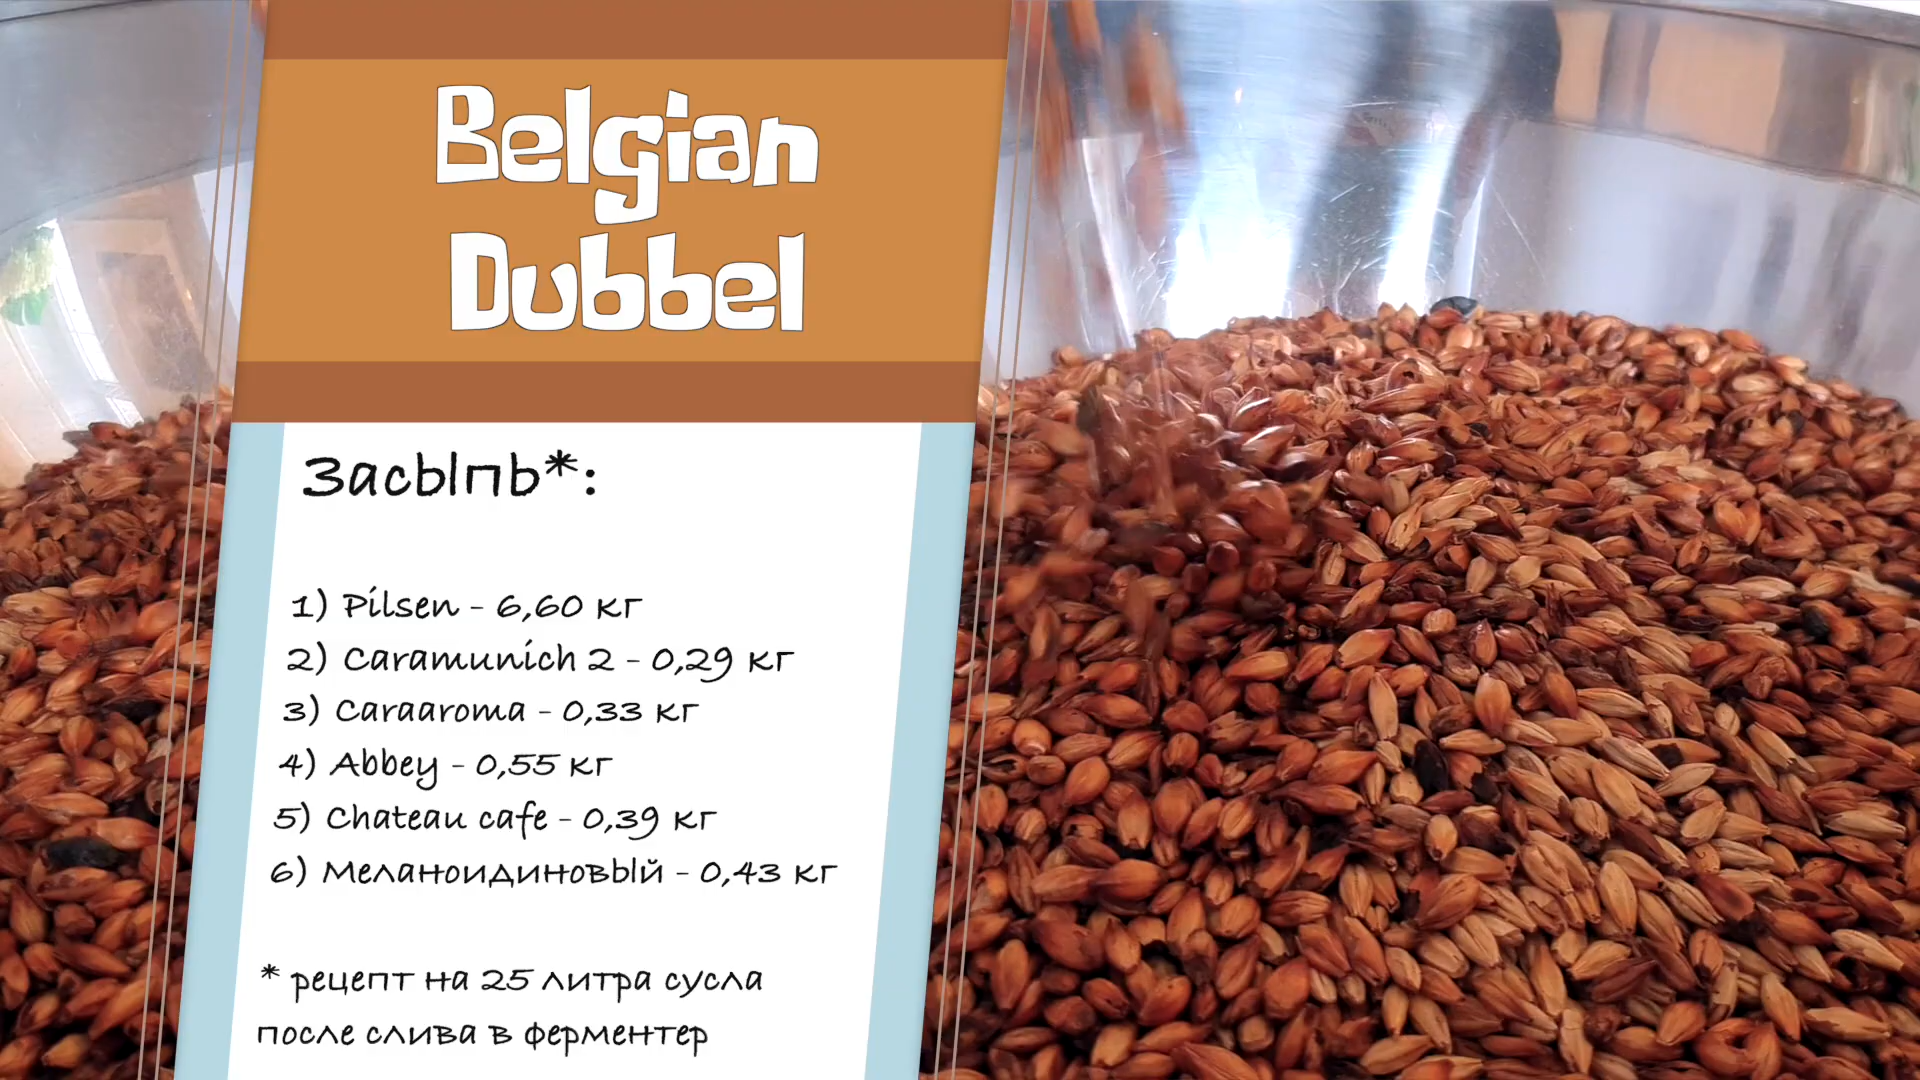 Belgian
Dubbel
Засыпь*:
1) Pilsen - 6,60 кг
2) Caramunich 2 - 0,29 кг
3) Caraaroma - 0,33 кг
4) Abbey - 0,55 кг
5) Chateau cafe - 0,39 кг
6) Меланоидиновый - 0,43 кг
* рецепт на 25 литра сусла
после слива в ферментер